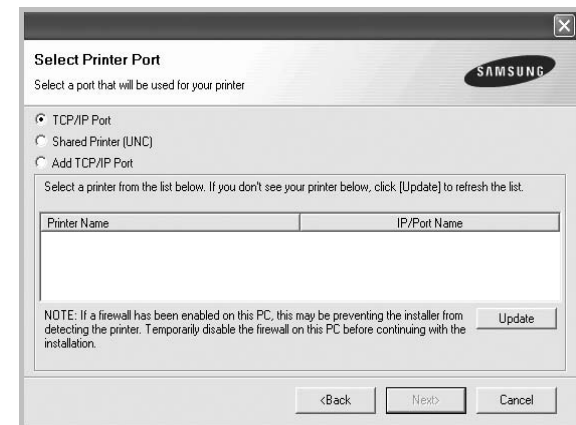 Select Printer Port
Select a port that will be used for your printer
SAMSUNG
TCP/IP Port
Shared Printer (UNC)
Add TCP/IP Port
Select a printer from the list below. If you don't see your printer below, click [Update] to refresh the list.
Printer Name IP/Port Name
NOTE: If a firewall has been enabled on this PC, this may be preventing the installer from
detecting the printer. Temporarily disable the firewall on this PC before continuing with the
installation.
Update
<Back Next> Cancel